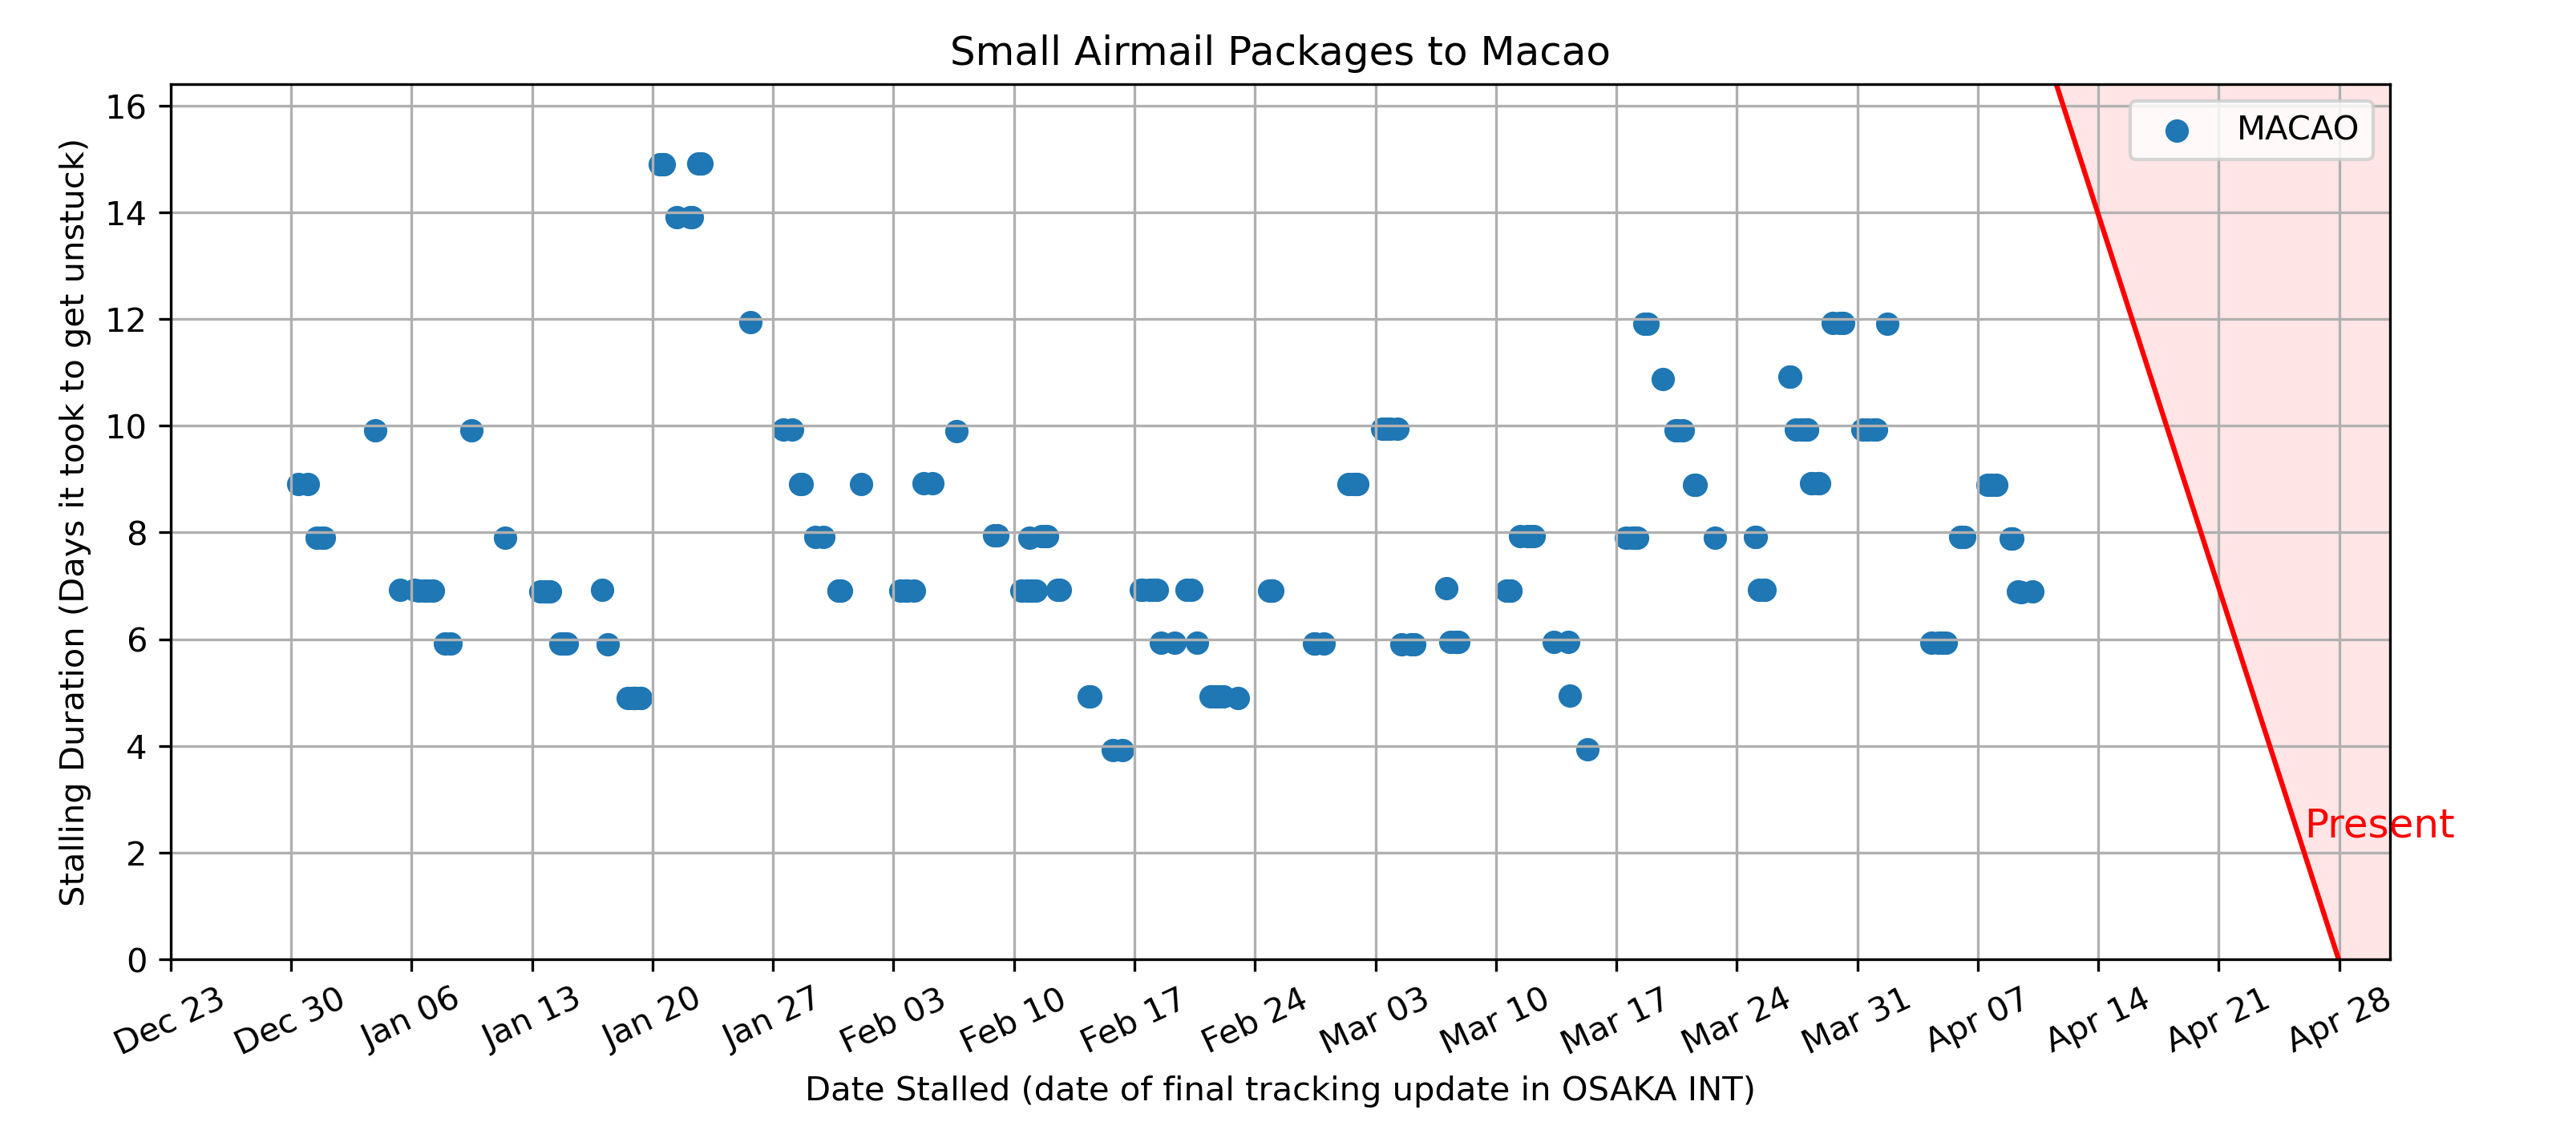 Small Airmail Packages to Macao
Stalling Duration (Days it took to get unstuck)
16
14
12
10
8
6
4
2
0
MACAO
Present
Dec 23
Dec 30
Jan 06
Jan 13
Jan 20
Jan 27
Feb 03
Feb 10
Feb 17
Feb 24
Mar 03
Mar 10
Mar 17
Mar 24
Mar 31
Apr 07
Apr 14
Apr 21
Apr 28
Date Stalled (date of final tracking update in OSAKA INT)